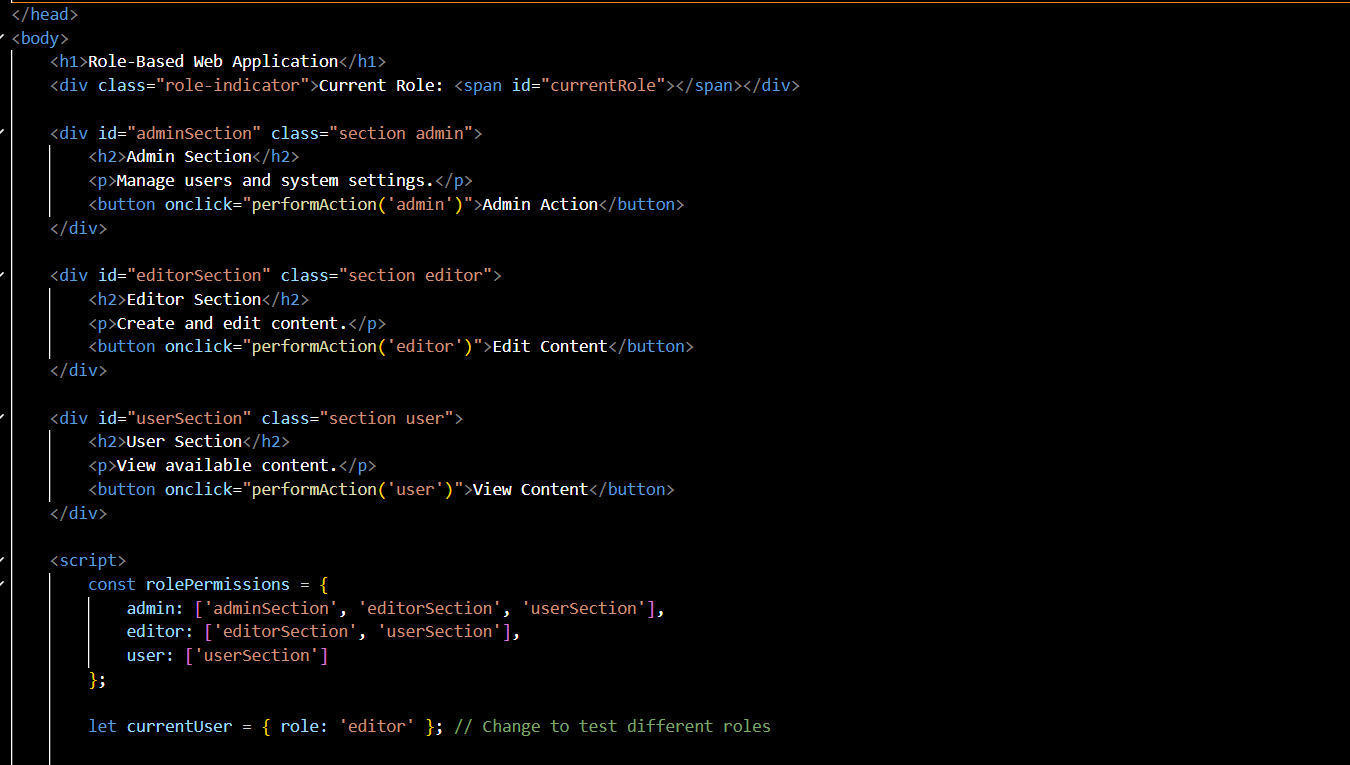 </head>
<body>
<h1>Role-Based Web Application</h1>
<div class="role-indicator">Current Role: <span id="currentRole"></span></div>
<div id="adminSection" class="section admin">
<h2>Admin Section</h2>
<p>Manage users and system settings.</p>
<button onclick="performAction('admin')">Admin Action</button>
</div>
<div id="editorSection" class="section editor">
<h2>Editor Section</h2>
<p>Create and edit content.</p>
<button onclick="performAction('editor')">Edit Content</button>
</div>
<div id="userSection" class="section user">
<h2>User Section</h2>
<p>View available content.</p>
<button onclick="performAction('user')">View Content</button>
</div>
<script>
const rolePermissions = {
admin: ['adminSection', 'editorSection', 'userSection'],
editor: ['editorSection', 'userSection'],
user: ['userSection']
};
let currentUser = { role: 'editor' }; // Change to test different roles